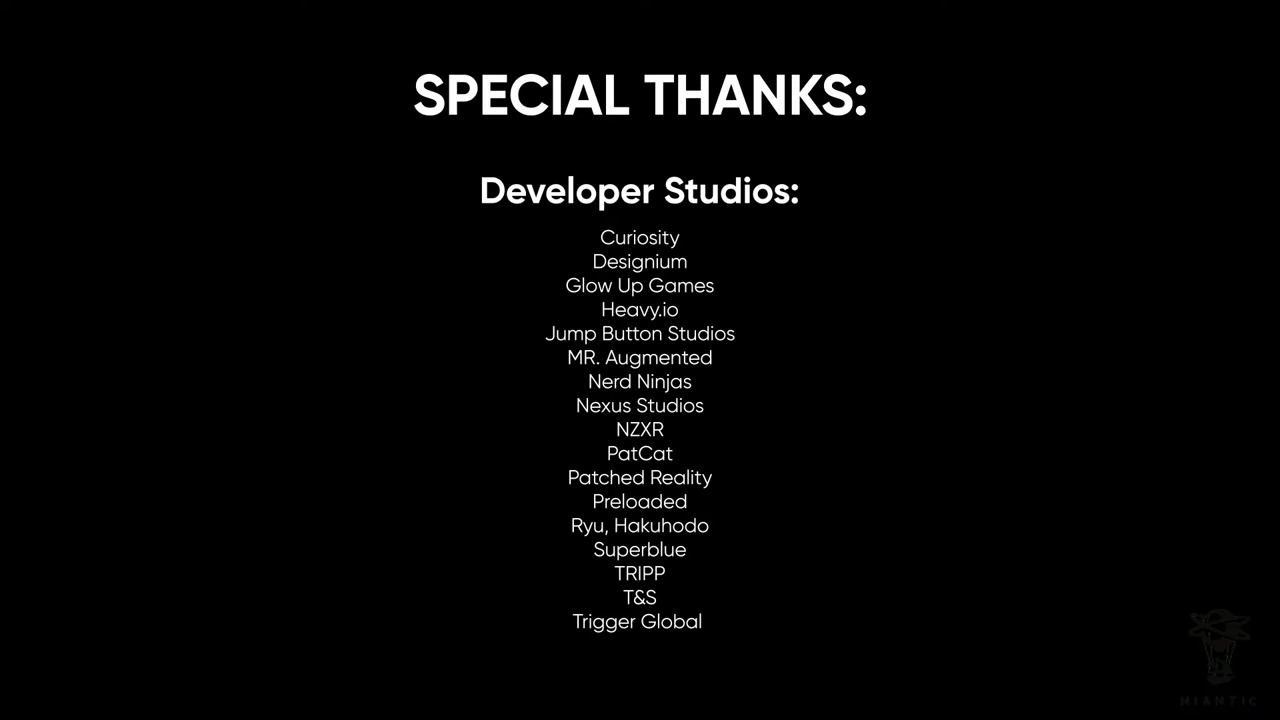 SPECIAL THANKS:
Developer Studios:
Curiosity
Designium
Glow Up Games
Heavy.io
Jump Button Studios
MR. Augmented
Nerd Ninjas
Nexus Studios
NZXR
PatCat
Patched Reality
Preloaded
Ryu, Hakuhodo
Superblue
TRIPP
T&S
Trigger Global
NIANTIC